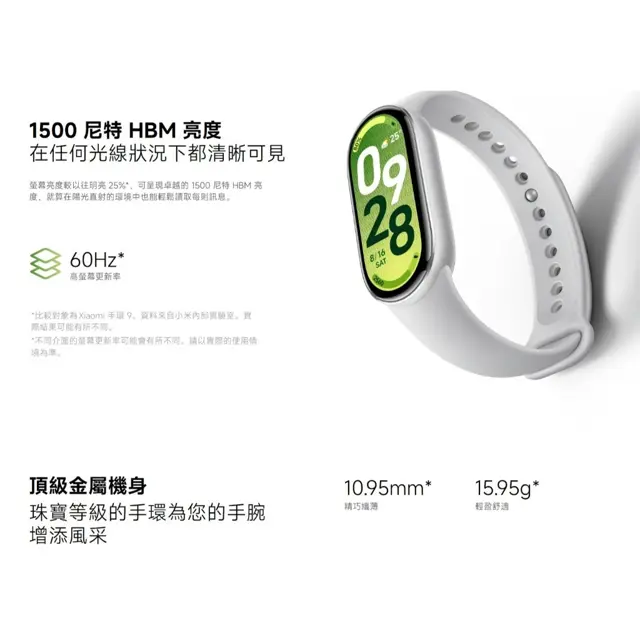 1500 尼特 HBM 亮度
在任何光線狀況下都清晰可見
螢幕亮度較以往明亮 25%*，可呈現卓越的 1500 尼特 HBM 亮
度，就算在陽光直射的環境中也能輕鬆讀取每則訊息。
60Hz*
高螢幕更新率
*比較對象為 Xiaomi 手環 9。資料來自小米內部實驗室。實
際結果可能有所不同。
*不同介面的螢幕更新率可能會有所不同。請以實際的使用情
境為準。
80%
25°
09
28
8/16
SAT
頂級金屬機身
珠寶等級的手環為您的手腕
增添風采
10.95mm*
精巧纖薄
15.95g*
輕盈舒適